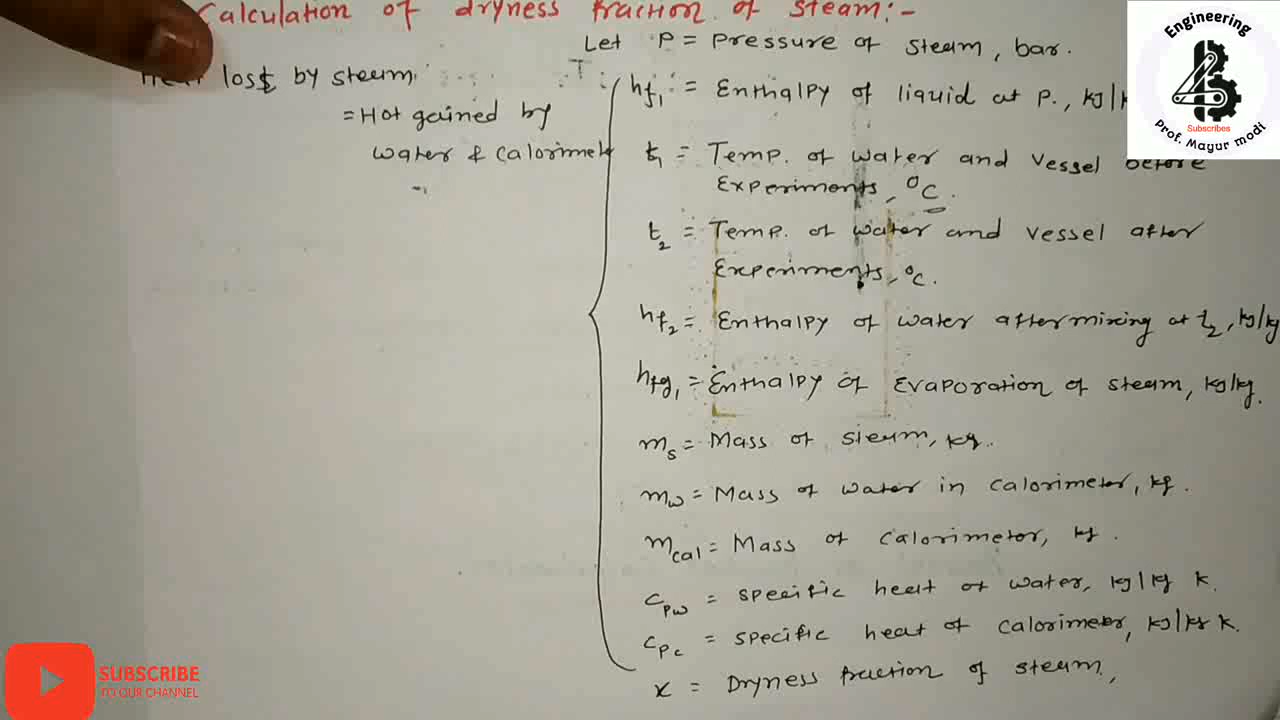 Calculation of dryness fraction of steam:-
Let P = Pressure of steam, bar.
Heat loss by steam
= Hot gained by
water & calorimete
hf1 = Enthalpy of liquid at P., kJ/k
t1 = Temp. of water and vessel before
Experiments, °C.
t2 = Temp. of water and vessel after
Experiments, °C.
hf2 = Enthalpy of water after mixing at t2, kJ/kg
hfg1 = Enthalpy of Evaporation of steam, kJ/kg.
ms = Mass of steam, kg.
mw = Mass of water in calorimeter, kg.
mcal = Mass of calorimeter, kg.
cpw = specific heat of water, kJ/kg K.
cpc = specific heat of calorimeter, kJ/kg K.
x = Dryness fraction of steam,
Engineering
Subscribes
Prof. Mayur modi
SUBSCRIBE
TO OUR CHANNEL